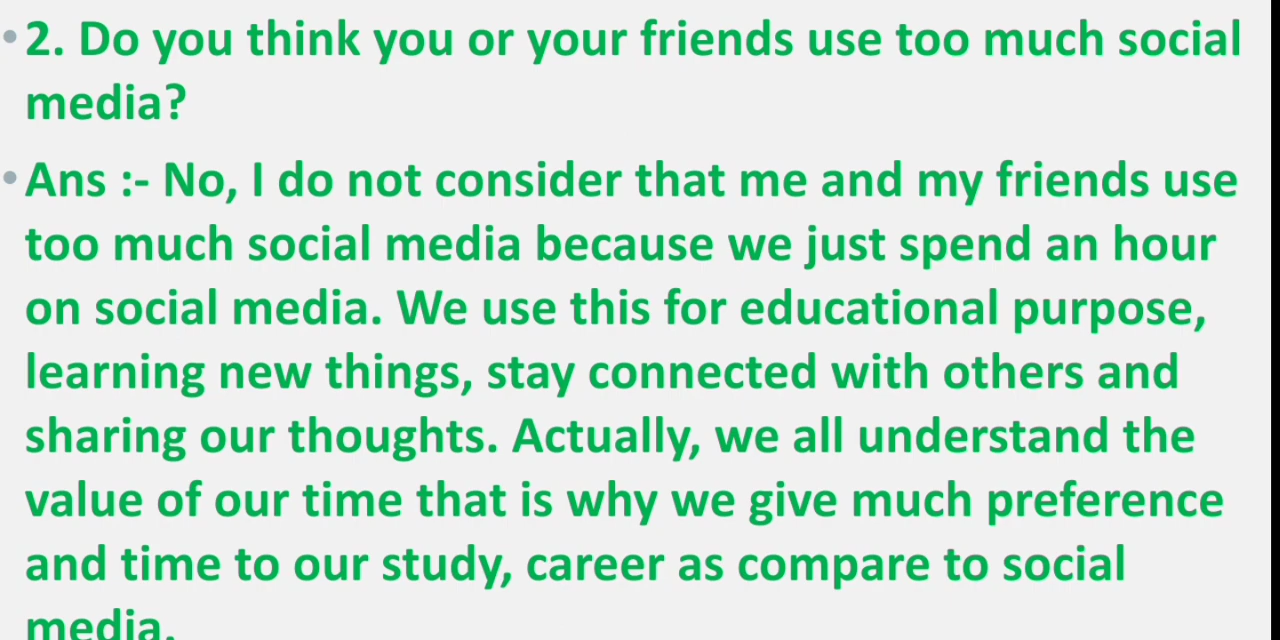 • 2. Do you think you or your friends use too much social
media?
• Ans :- No, I do not consider that me and my friends use
too much social media because we just spend an hour
on social media. We use this for educational purpose,
learning new things, stay connected with others and
sharing our thoughts. Actually, we all understand the
value of our time that is why we give much preference
and time to our study, career as compare to social
media.